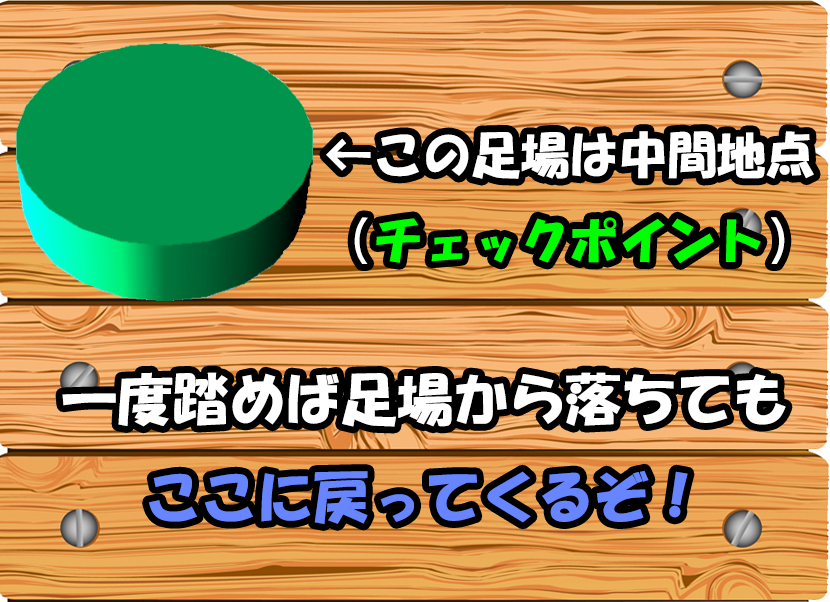 ←この足場は中間地点
（チェックポイント）
一度踏めば足場から落ちても
ここに戻ってくるぞ！